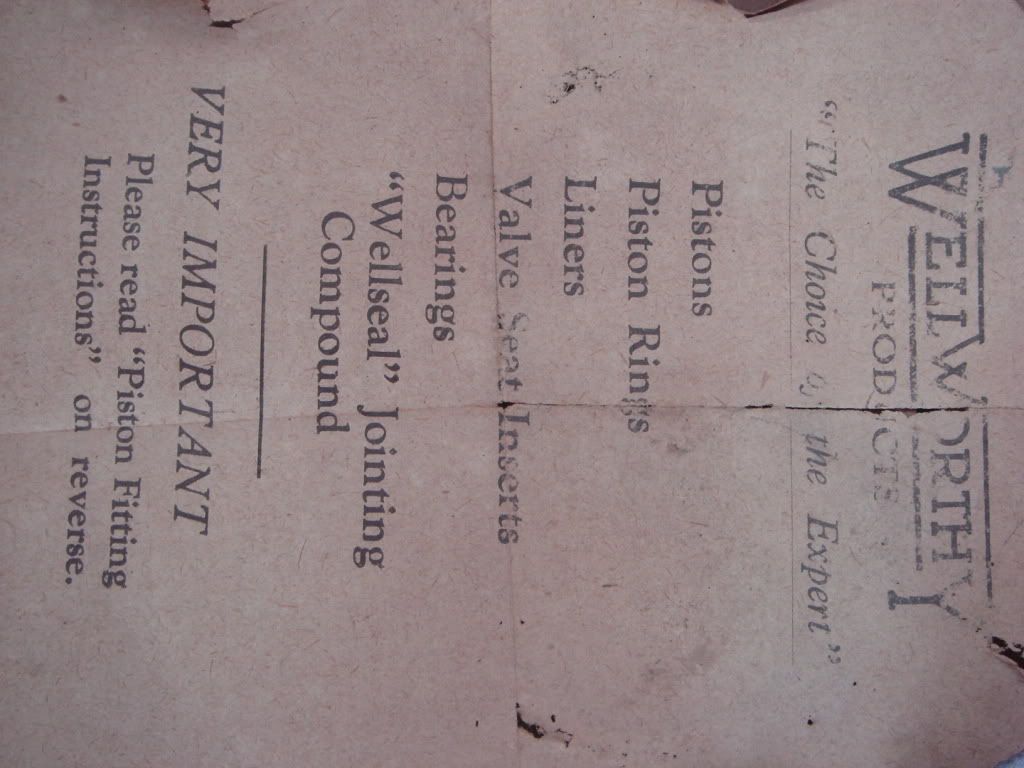 WELLWORTHY
PRODUCTS
“The Choice of the Expert”
Pistons
Piston Rings
Liners
Valve Seat Inserts
Bearings
“Wellseal” Jointing
Compound
VERY IMPORTANT
Please read “Piston Fitting
Instructions” on reverse.